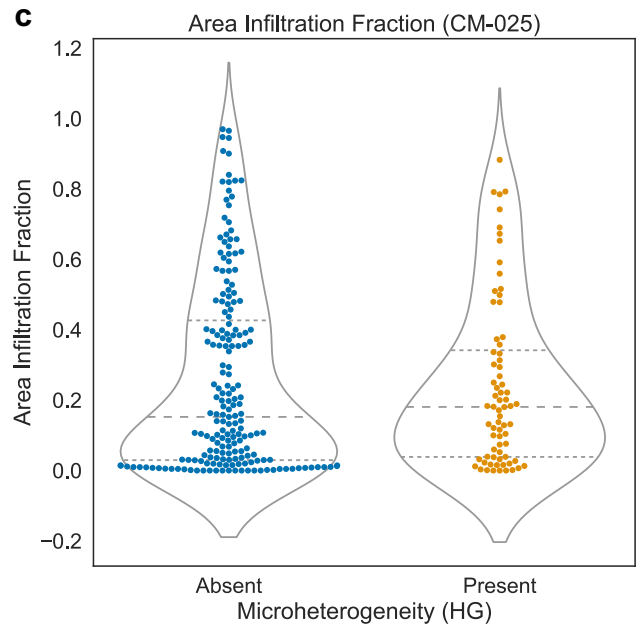 c
Area Infiltration Fraction (CM-025)
1.2
1.0
0.8
0.6
0.4
0.2
0.0
−0.2
Area Infiltration Fraction
Absent
Present
Microheterogeneity (HG)